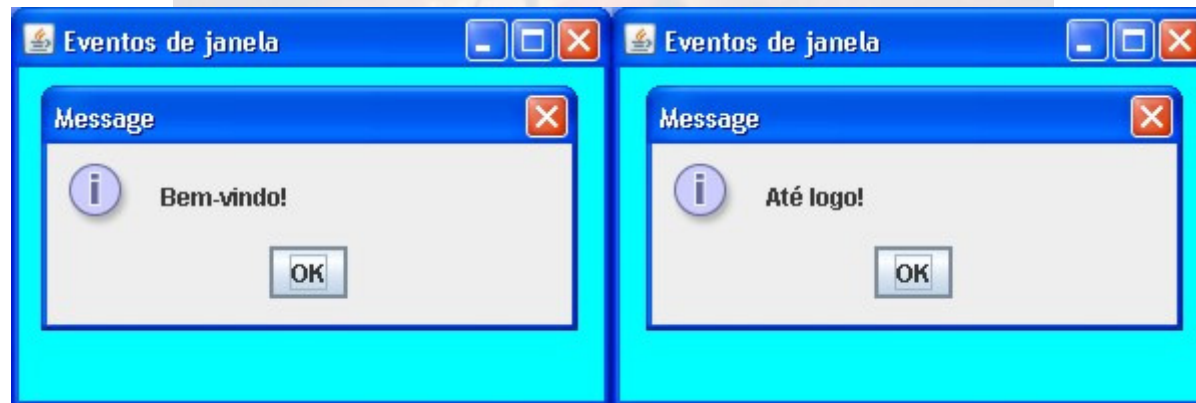 Eventos de janela
Message
Bem-vindo!
OK
Eventos de janela
Message
Até logo!
OK